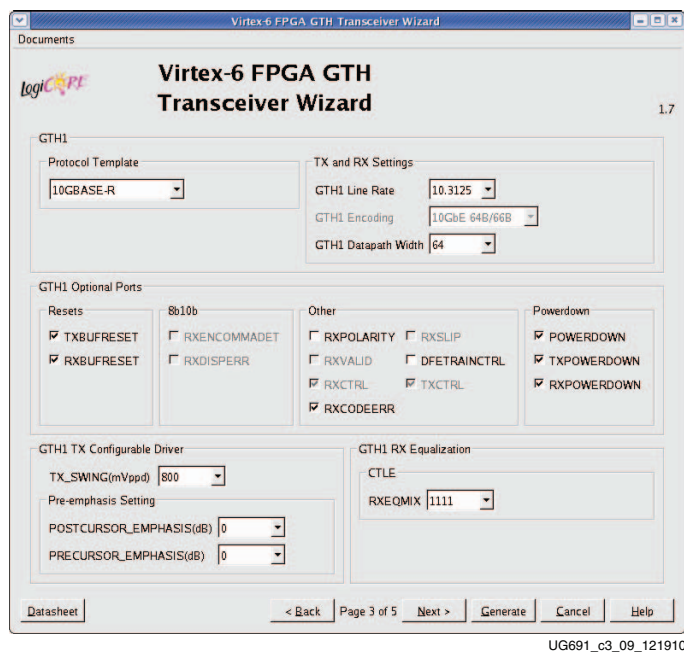 Virtex-6 FPGA GTH Transceiver Wizard
Documents
logiCORE
Virtex-6 FPGA GTH
Transceiver Wizard
1.7
GTH1
Protocol Template
10GBASE-R
TX and RX Settings
GTH1 Line Rate 10.3125
GTH1 Encoding 10GbE 64B/66B
GTH1 Datapath Width 64
GTH1 Optional Ports
Resets
TXBUFRESET
RXBUFRESET
8b10b
RXENCOMMADET
RXDISPERR
Other
RXPOLARITY RXSLIP
RXVALID DFETRAINCTRL
RXCTRL TXCTRL
RXCODEERR
Powerdown
POWERDOWN
TXPOWERDOWN
RXPOWERDOWN
GTH1 TX Configurable Driver
TX_SWING(mVppd) 800
Pre-emphasis Setting
POSTCURSOR_EMPHASIS(dB) 0
PRECURSOR_EMPHASIS(dB) 0
GTH1 RX Equalization
CTLE
RXEQMIX 1111
Datasheet < Back Page 3 of 5 Next > Generate Cancel Help
UG691_c3_09_121910